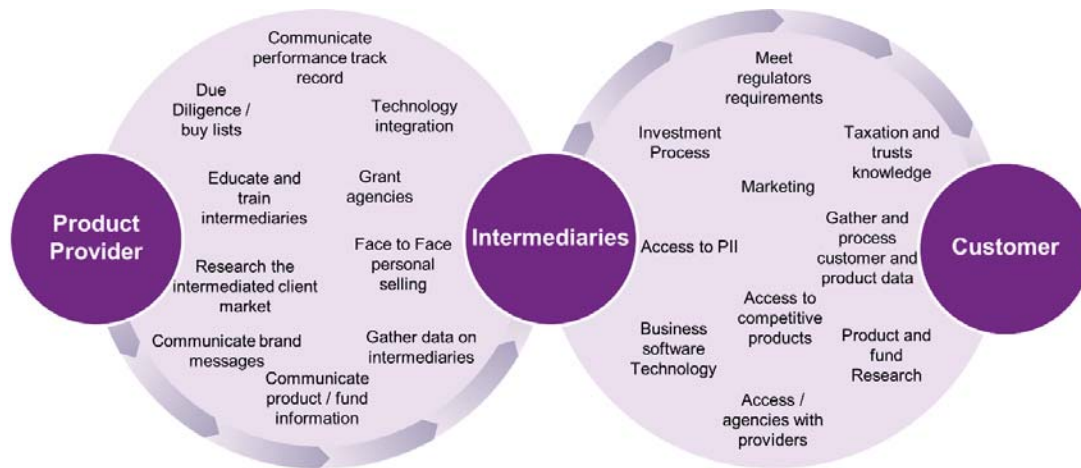 Communicate
performance track
record
Due
Diligence /
buy lists
Technology
integration
Educate and
train
intermediaries
Grant
agencies
Product
Provider
Face to Face
personal
selling
Research the
intermediated client
market
Communicate brand
messages
Gather data on
intermediaries
Communicate
product / fund
information
Intermediaries
Meet
regulators
requirements
Investment
Process
Taxation and
trusts
knowledge
Marketing
Access to PII
Gather and
process
customer and
product data
Customer
Access to
competitive
products
Business
software
Technology
Product and
fund
Research
Access /
agencies with
providers